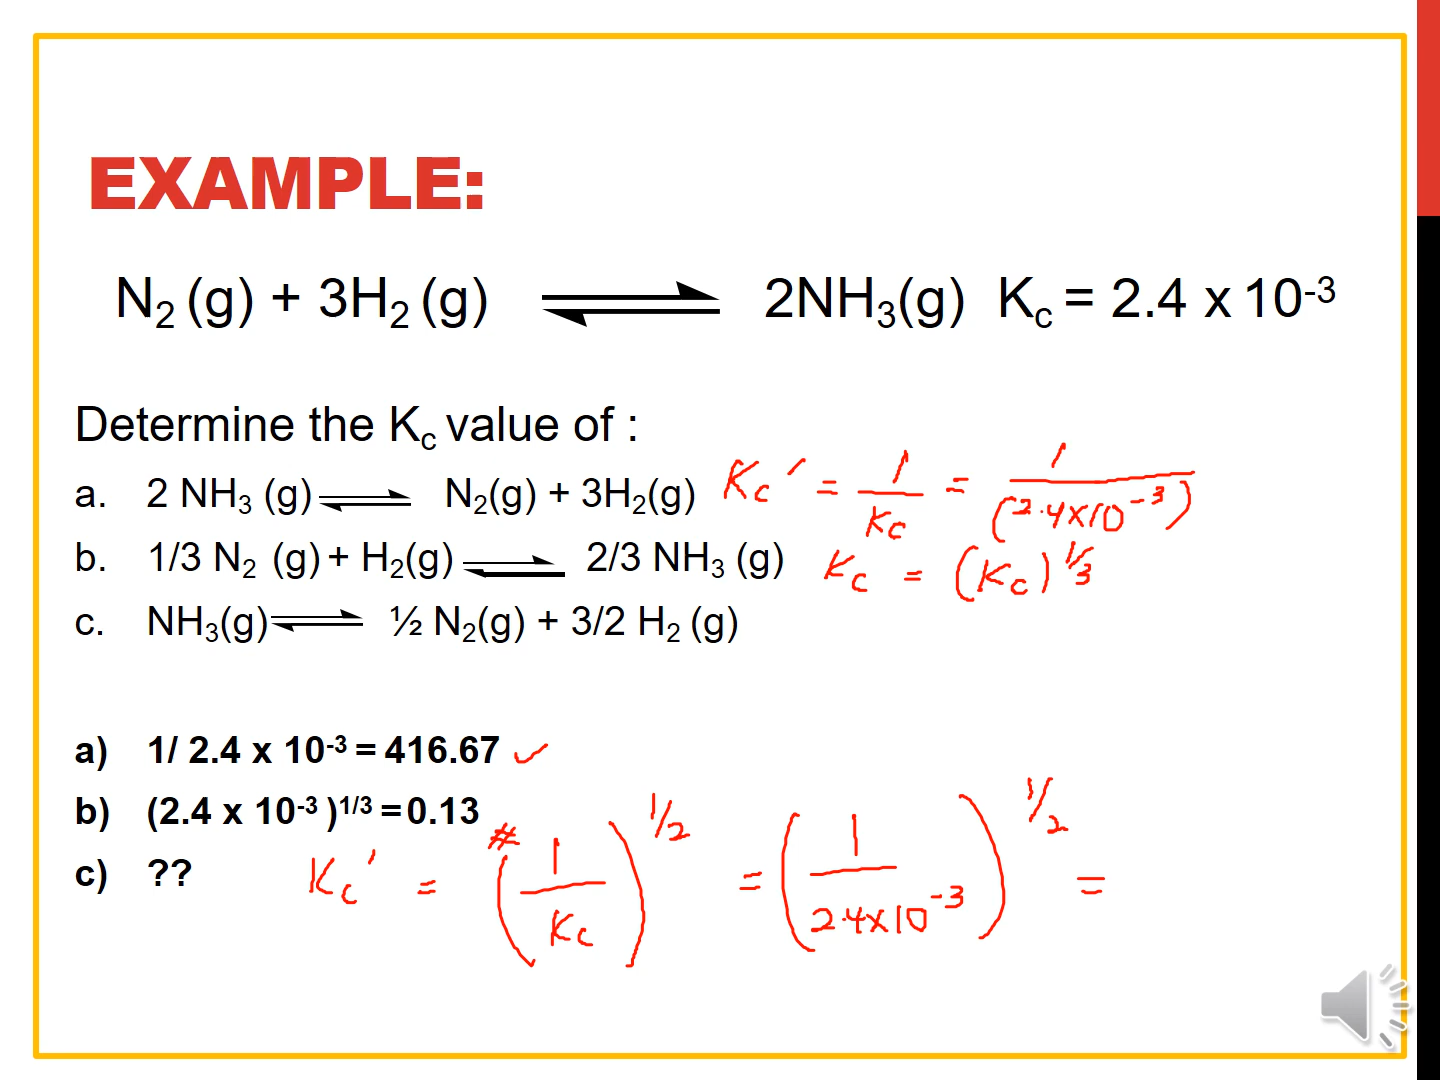 EXAMPLE:
N₂ (g) + 3H₂ (g) ⇌ 2NH₃(g) K꜀ = 2.4 x 10⁻³
Determine the K꜀ value of :
a. 2 NH₃ (g) ⇌ N₂(g) + 3H₂(g) Kc' = 1/Kc = 1/(2.4x10⁻³)
b. 1/3 N₂ (g) + H₂(g) ⇌ 2/3 NH₃ (g) Kc = (Kc)^1/3
c. NH₃(g) ⇌ ½ N₂(g) + 3/2 H₂ (g)
a) 1/ 2.4 x 10⁻³ = 416.67 ✓
b) (2.4 x 10⁻³ )^1/3 = 0.13
c) ?? Kc' = #(1/Kc)^1/2 = (1/2.4x10⁻³)^1/2 =